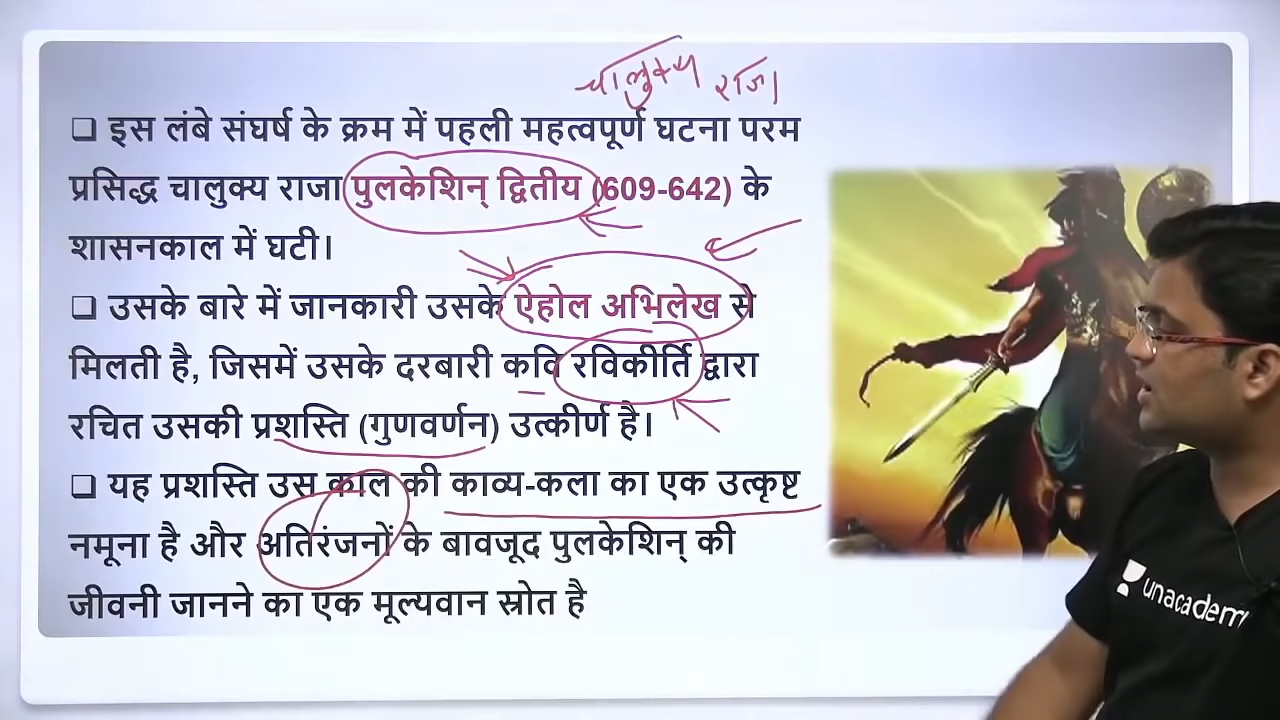 चालुक्य राजा
❑ इस लंबे संघर्ष के क्रम में पहली महत्वपूर्ण घटना परम
प्रसिद्ध चालुक्य राजा पुलकेशिन् द्वितीय (609-642) के
शासनकाल में घटी।
❑ उसके बारे में जानकारी उसके ऐहोल अभिलेख से
मिलती है, जिसमें उसके दरबारी कवि रविकीर्ति द्वारा
रचित उसकी प्रशस्ति (गुणवर्णन) उत्कीर्ण है।
❑ यह प्रशस्ति उस काल की काव्य-कला का एक उत्कृष्ट
नमूना है और अतिरंजनों के बावजूद पुलकेशिन् की
जीवनी जानने का एक मूल्यवान स्रोत है
unacademy